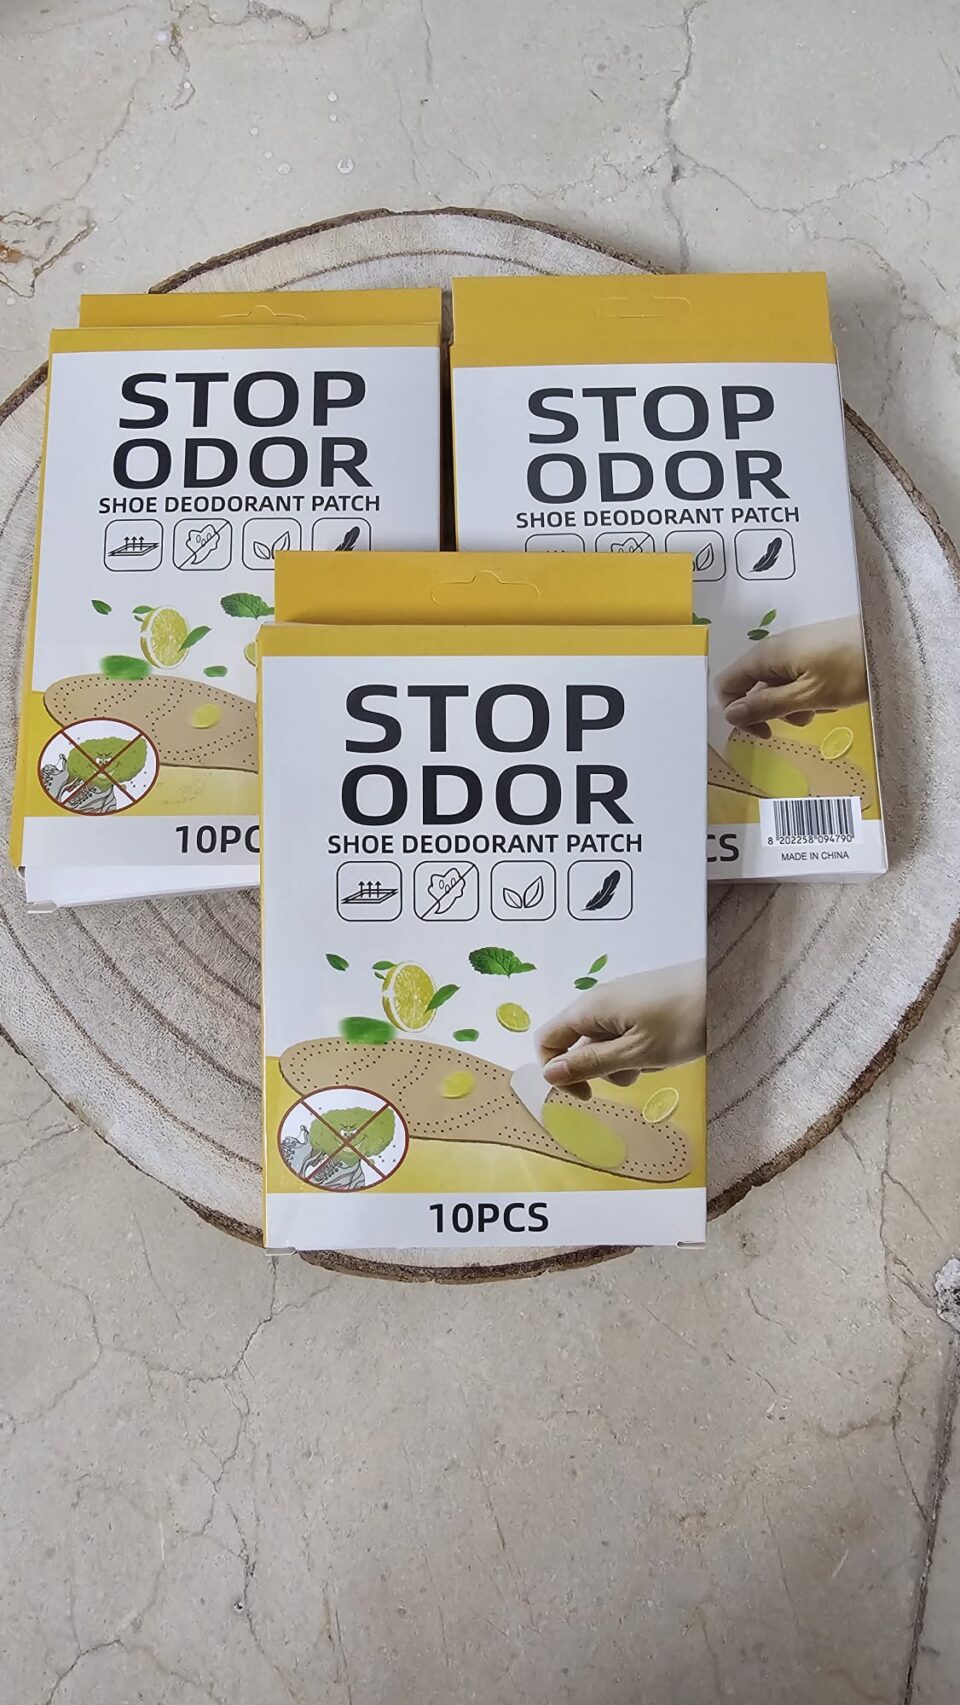 STOP
ODOR
SHOE DEODORANT PATCH
10PC
STOP
ODOR
SHOE DEODORANT PATCH
CS
8 202258 094790
MADE IN CHINA
STOP
ODOR
SHOE DEODORANT PATCH
10PCS